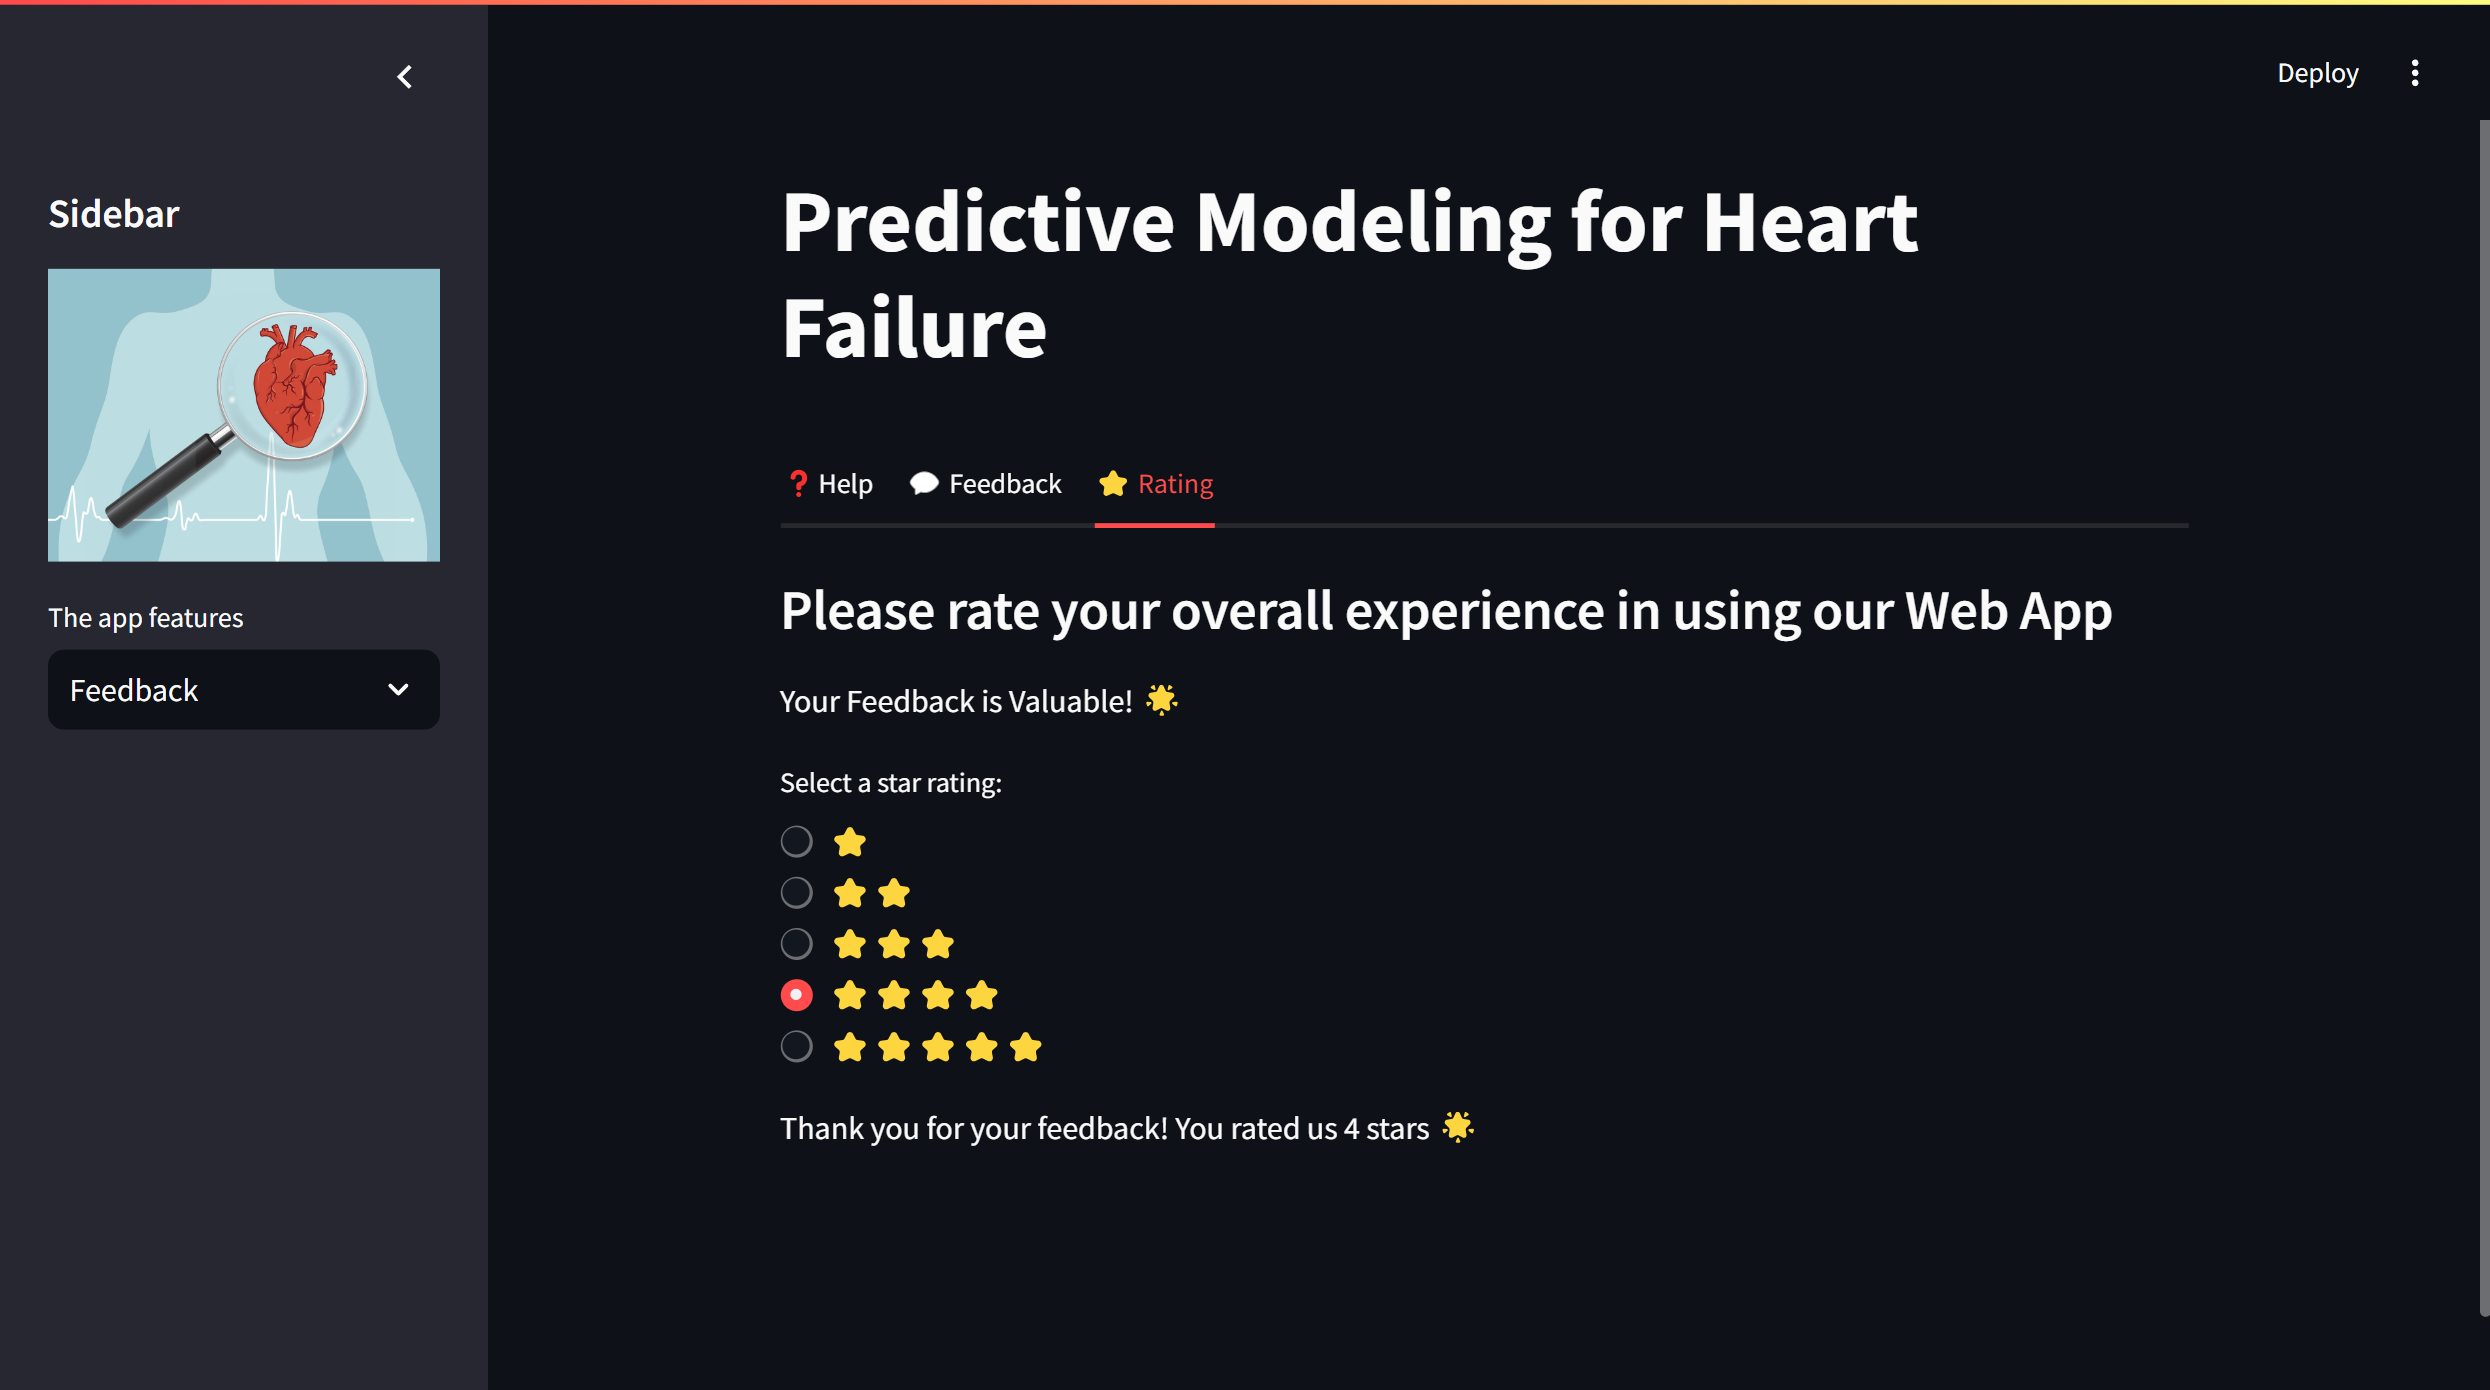 Deploy
Sidebar
The app features
Feedback
Predictive Modeling for Heart
Failure
❓ Help 💬 Feedback ⭐ Rating
Please rate your overall experience in using our Web App
Your Feedback is Valuable! 🌟
Select a star rating:
⭐
⭐⭐
⭐⭐⭐
⭐⭐⭐⭐
⭐⭐⭐⭐⭐
Thank you for your feedback! You rated us 4 stars 🌟